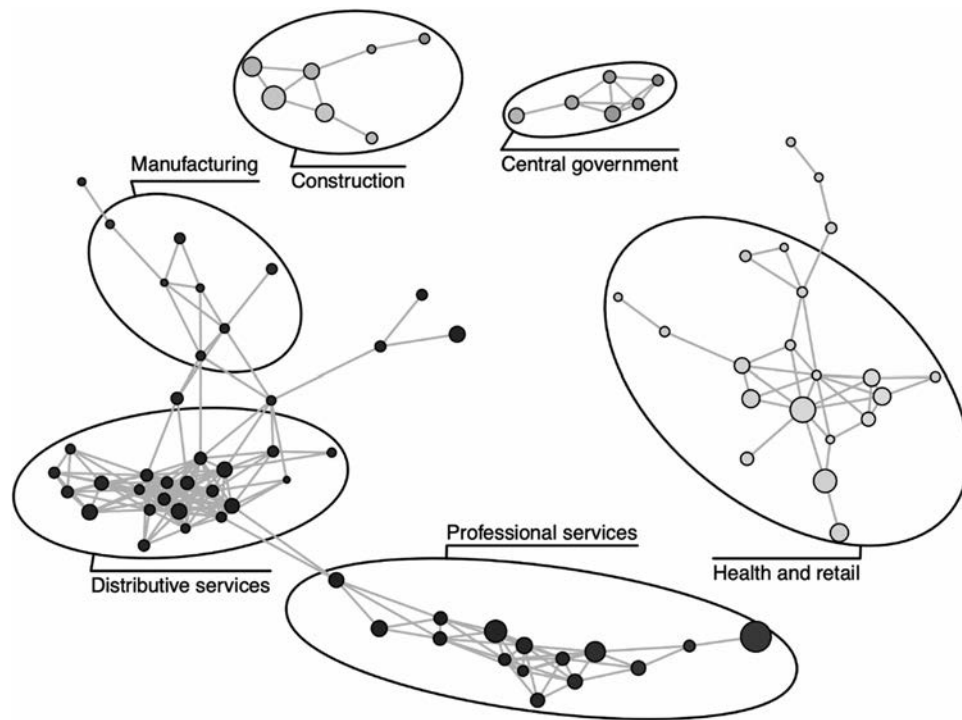 Manufacturing
Construction
Central government
Professional services
Distributive services
Health and retail